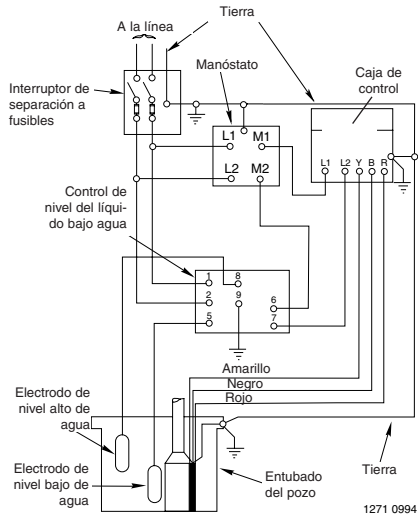 A la línea
Tierra
Manóstato
Caja de
control
Interruptor de
separación a
fusibles
L1 M1
L2 M2
L1 L2 Y B R
Control de
nivel del líqui-
do bajo agua
1 8
2 9 6
5 7
Amarillo
Negro
Rojo
Electrodo de
nivel alto de
agua
Electrodo de
nivel bajo de
agua
Entubado
del pozo
Tierra
1271 0994